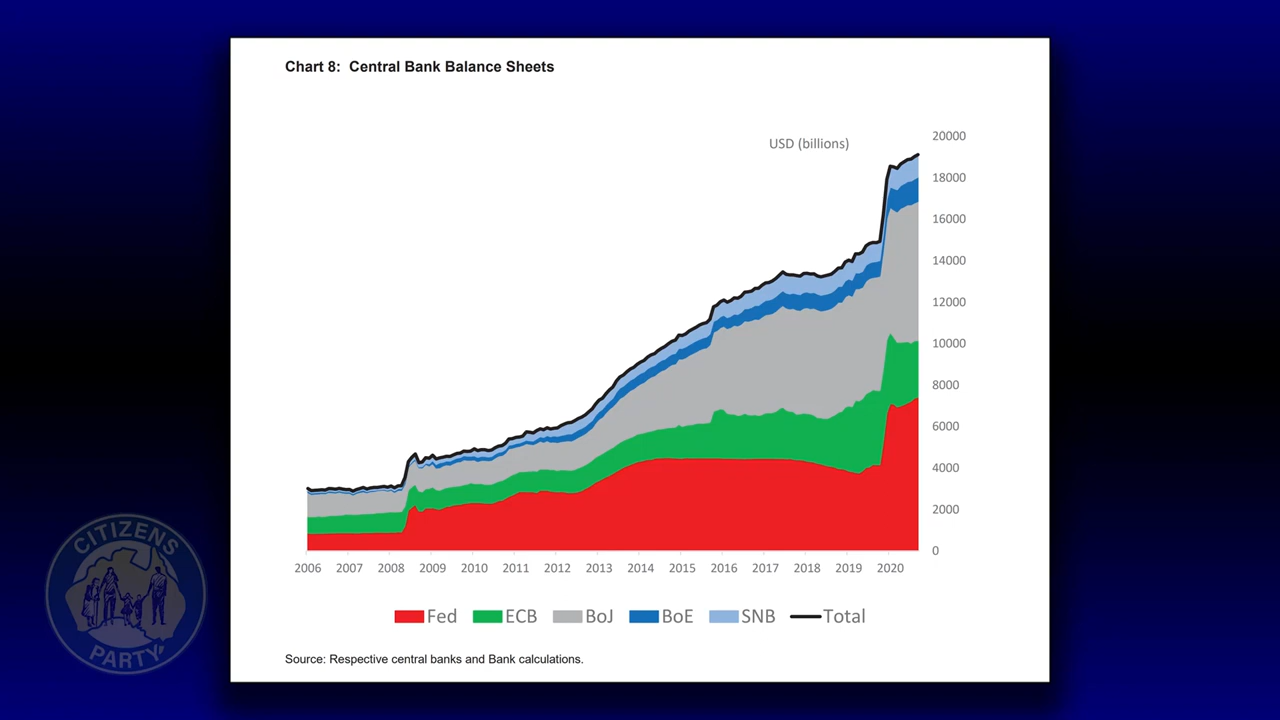 Chart 8: Central Bank Balance Sheets
USD (billions)
20000
18000
16000
14000
12000
10000
8000
6000
4000
2000
0
2006 2007 2008 2009 2010 2011 2012 2013 2014 2015 2016 2017 2018 2019 2020
Fed ECB BoJ BoE SNB Total
Source: Respective central banks and Bank calculations.
CITIZENS
PARTY